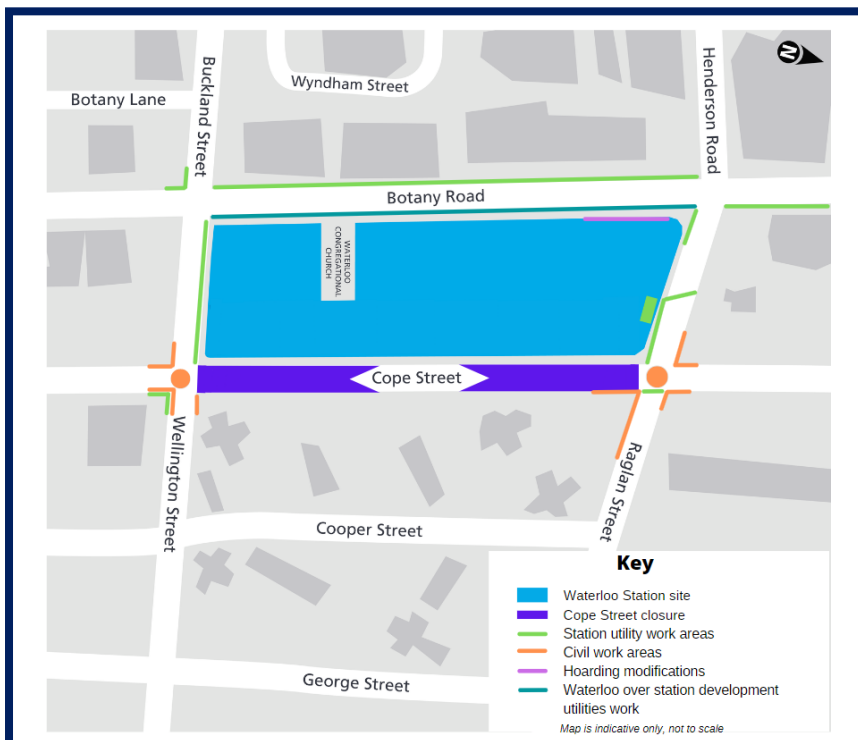 Buckland Street
Wyndham Street
Henderson Road
N
Botany Lane
Botany Road
WATERLOO
CONGREGATIONAL
CHURCH
Cope Street
Wellington Street
Raglan Street
Cooper Street
George Street
Key
Waterloo Station site
Cope Street closure
Station utility work areas
Civil work areas
Hoarding modifications
Waterloo over station development
utilities work
Map is indicative only, not to scale